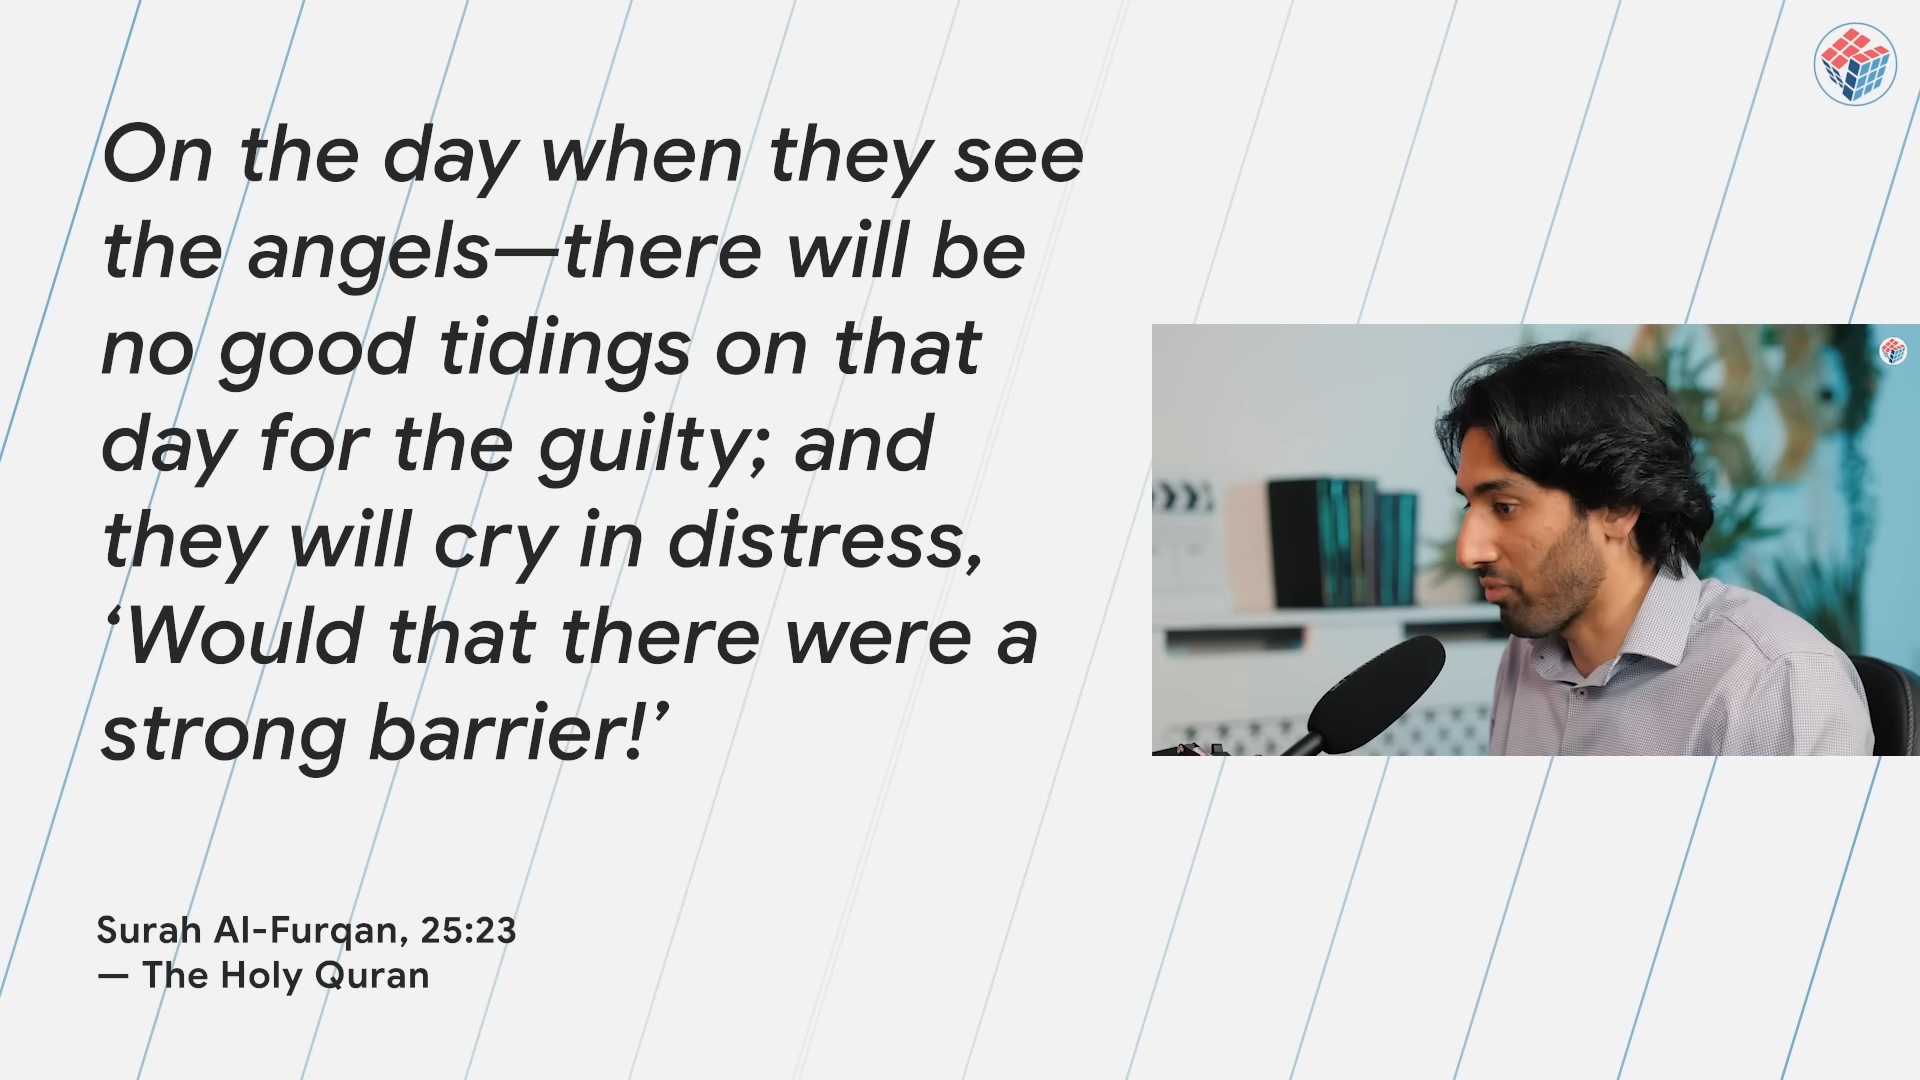 On the day when they see
the angels—there will be
no good tidings on that
day for the guilty; and
they will cry in distress,
‘Would that there were a
strong barrier!’
Surah Al-Furqan, 25:23
— The Holy Quran